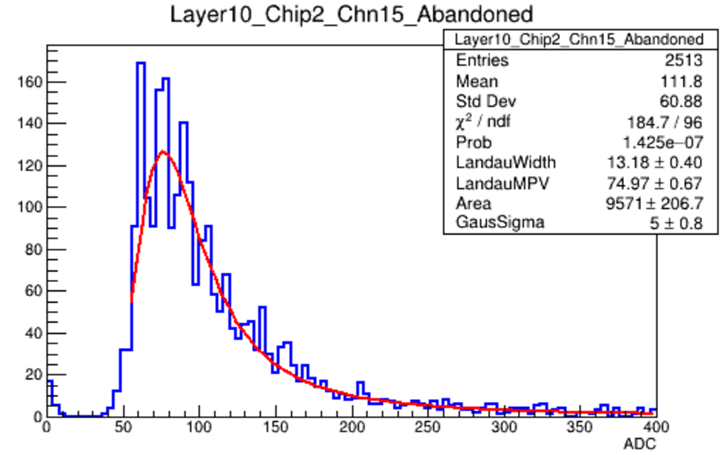 Layer10_Chip2_Chn15_Abandoned
Layer10_Chip2_Chn15_Abandoned
Entries 2513
Mean 111.8
Std Dev 60.88
χ² / ndf 184.7 / 96
Prob 1.425e−07
LandauWidth 13.18 ± 0.40
LandauMPV 74.97 ± 0.67
Area 9571 ± 206.7
GausSigma 5 ± 0.8
160
140
120
100
80
60
40
20
0
0 50 100 150 200 250 300 350 400
ADC